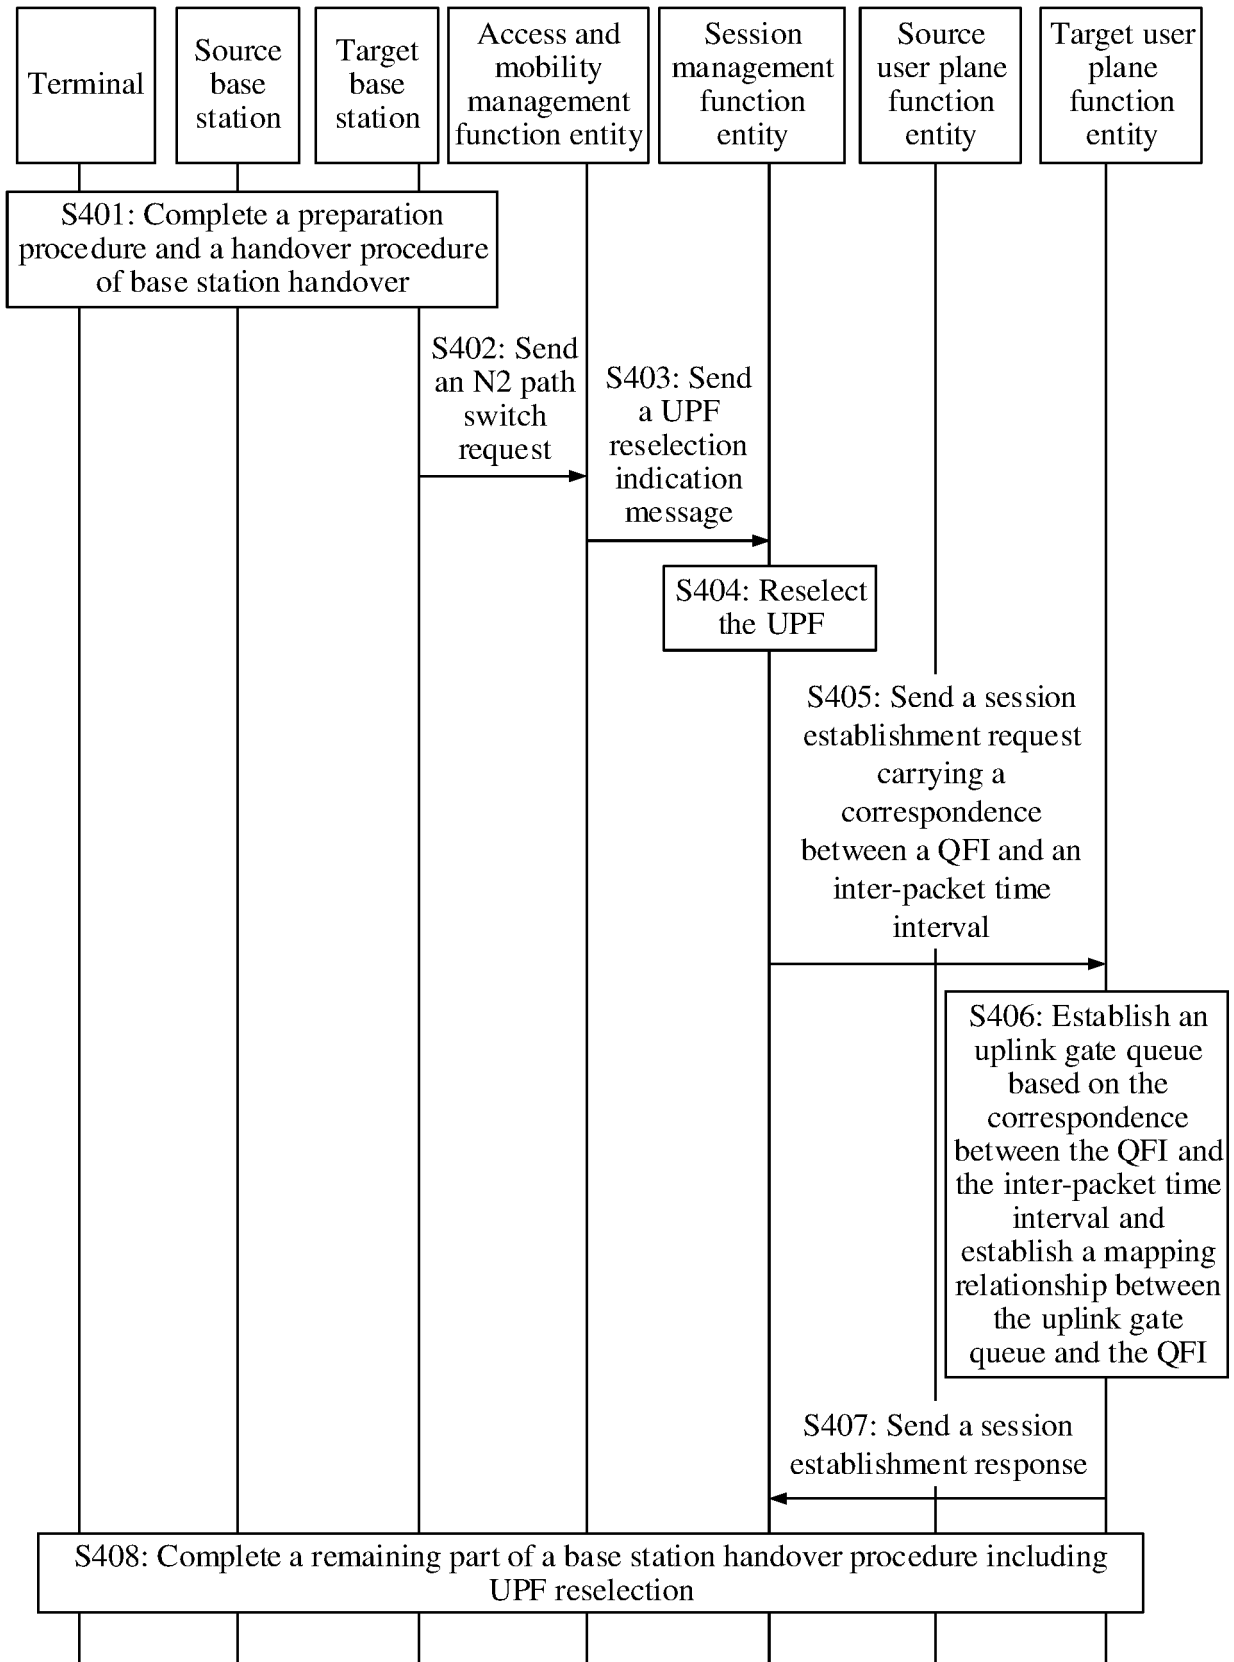 Terminal
Source
base
station
Target
base
station
Access and
mobility
management
function entity
Session
management
function
entity
Source
user plane
function
entity
Target user
plane
function
entity
S401: Complete a preparation
procedure and a handover procedure
of base station handover
S402: Send
an N2 path
switch
request
S403: Send
a UPF
reselection
indication
message
S404: Reselect
the UPF
S405: Send a session
establishment request
carrying a
correspondence
between a QFI and an
inter-packet time
interval
S406: Establish an
uplink gate queue
based on the
correspondence
between the QFI and
the inter-packet time
interval and
establish a mapping
relationship between
the uplink gate
queue and the QFI
S407: Send a session
establishment response
S408: Complete a remaining part of a base station handover procedure including
UPF reselection